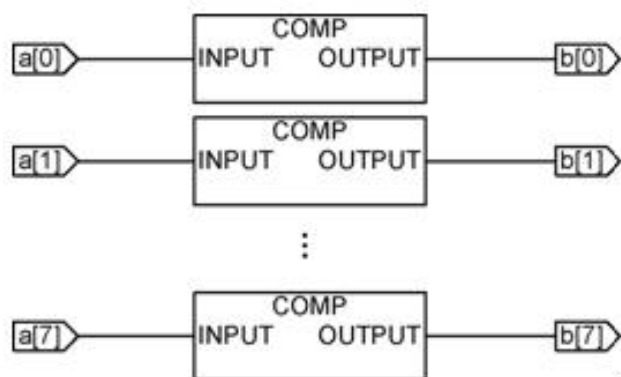 COMP
a[0] INPUT OUTPUT b[0]
COMP
a[1] INPUT OUTPUT b[1]
COMP
a[7] INPUT OUTPUT b[7]